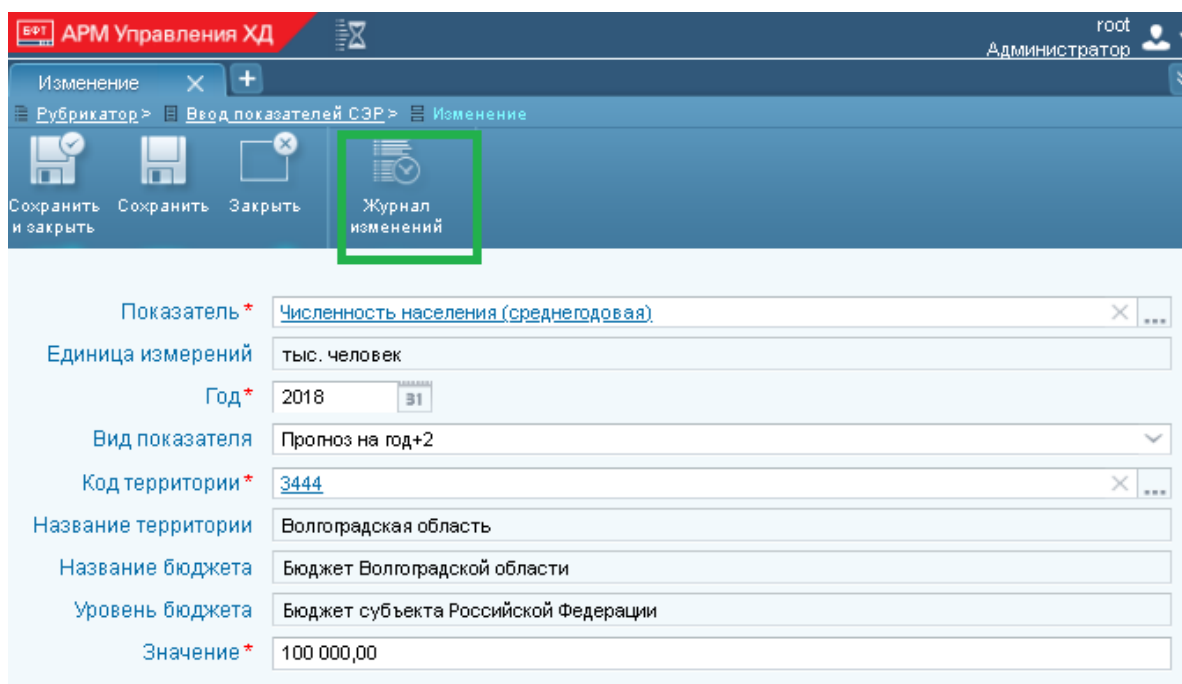 БФТ АРМ Управления ХД root
Администратор
Изменение
Рубрикатор > Ввод показателей СЭР > Изменение
Сохранить и закрыть Сохранить Закрыть Журнал изменений
Показатель* Численность населения (среднегодовая)
Единица измерений тыс. человек
Год* 2018 31
Вид показателя Прогноз на год+2
Код территории* 3444
Название территории Волгоградская область
Название бюджета Бюджет Волгоградской области
Уровень бюджета Бюджет субъекта Российской Федерации
Значение* 100 000,00